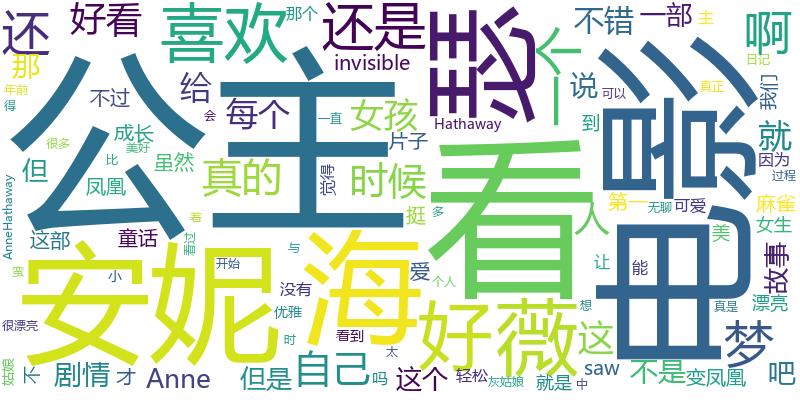 还
好看
喜欢
那个
还是
瑟
不错
一部
主
啊
那
invisible
一个
日记
年前
得
公主
不过
给
每个
Hathaway
说
电影
真正
我们
可以
会
一直
女孩
到
就
很多
成长
美好
片子
看
但
比
虽然
真的
觉得
时候
因为
过程
凤凰
挺
多
人
第一
无聊
可爱
麻雀
AnneHathaway
着
女生
这部
童话
看过
与
美
故事
安妮
海
让
能
蛮
小
开始
爱
个人
没有
好
薇
想
真是
漂亮
优雅
这
很漂亮
时
看到
太
梦
姑娘
不
剧情
才
Anne
但是
自己
吗
这个
轻松
灰姑娘
就是
中
saw
不是
变凤凰
吧